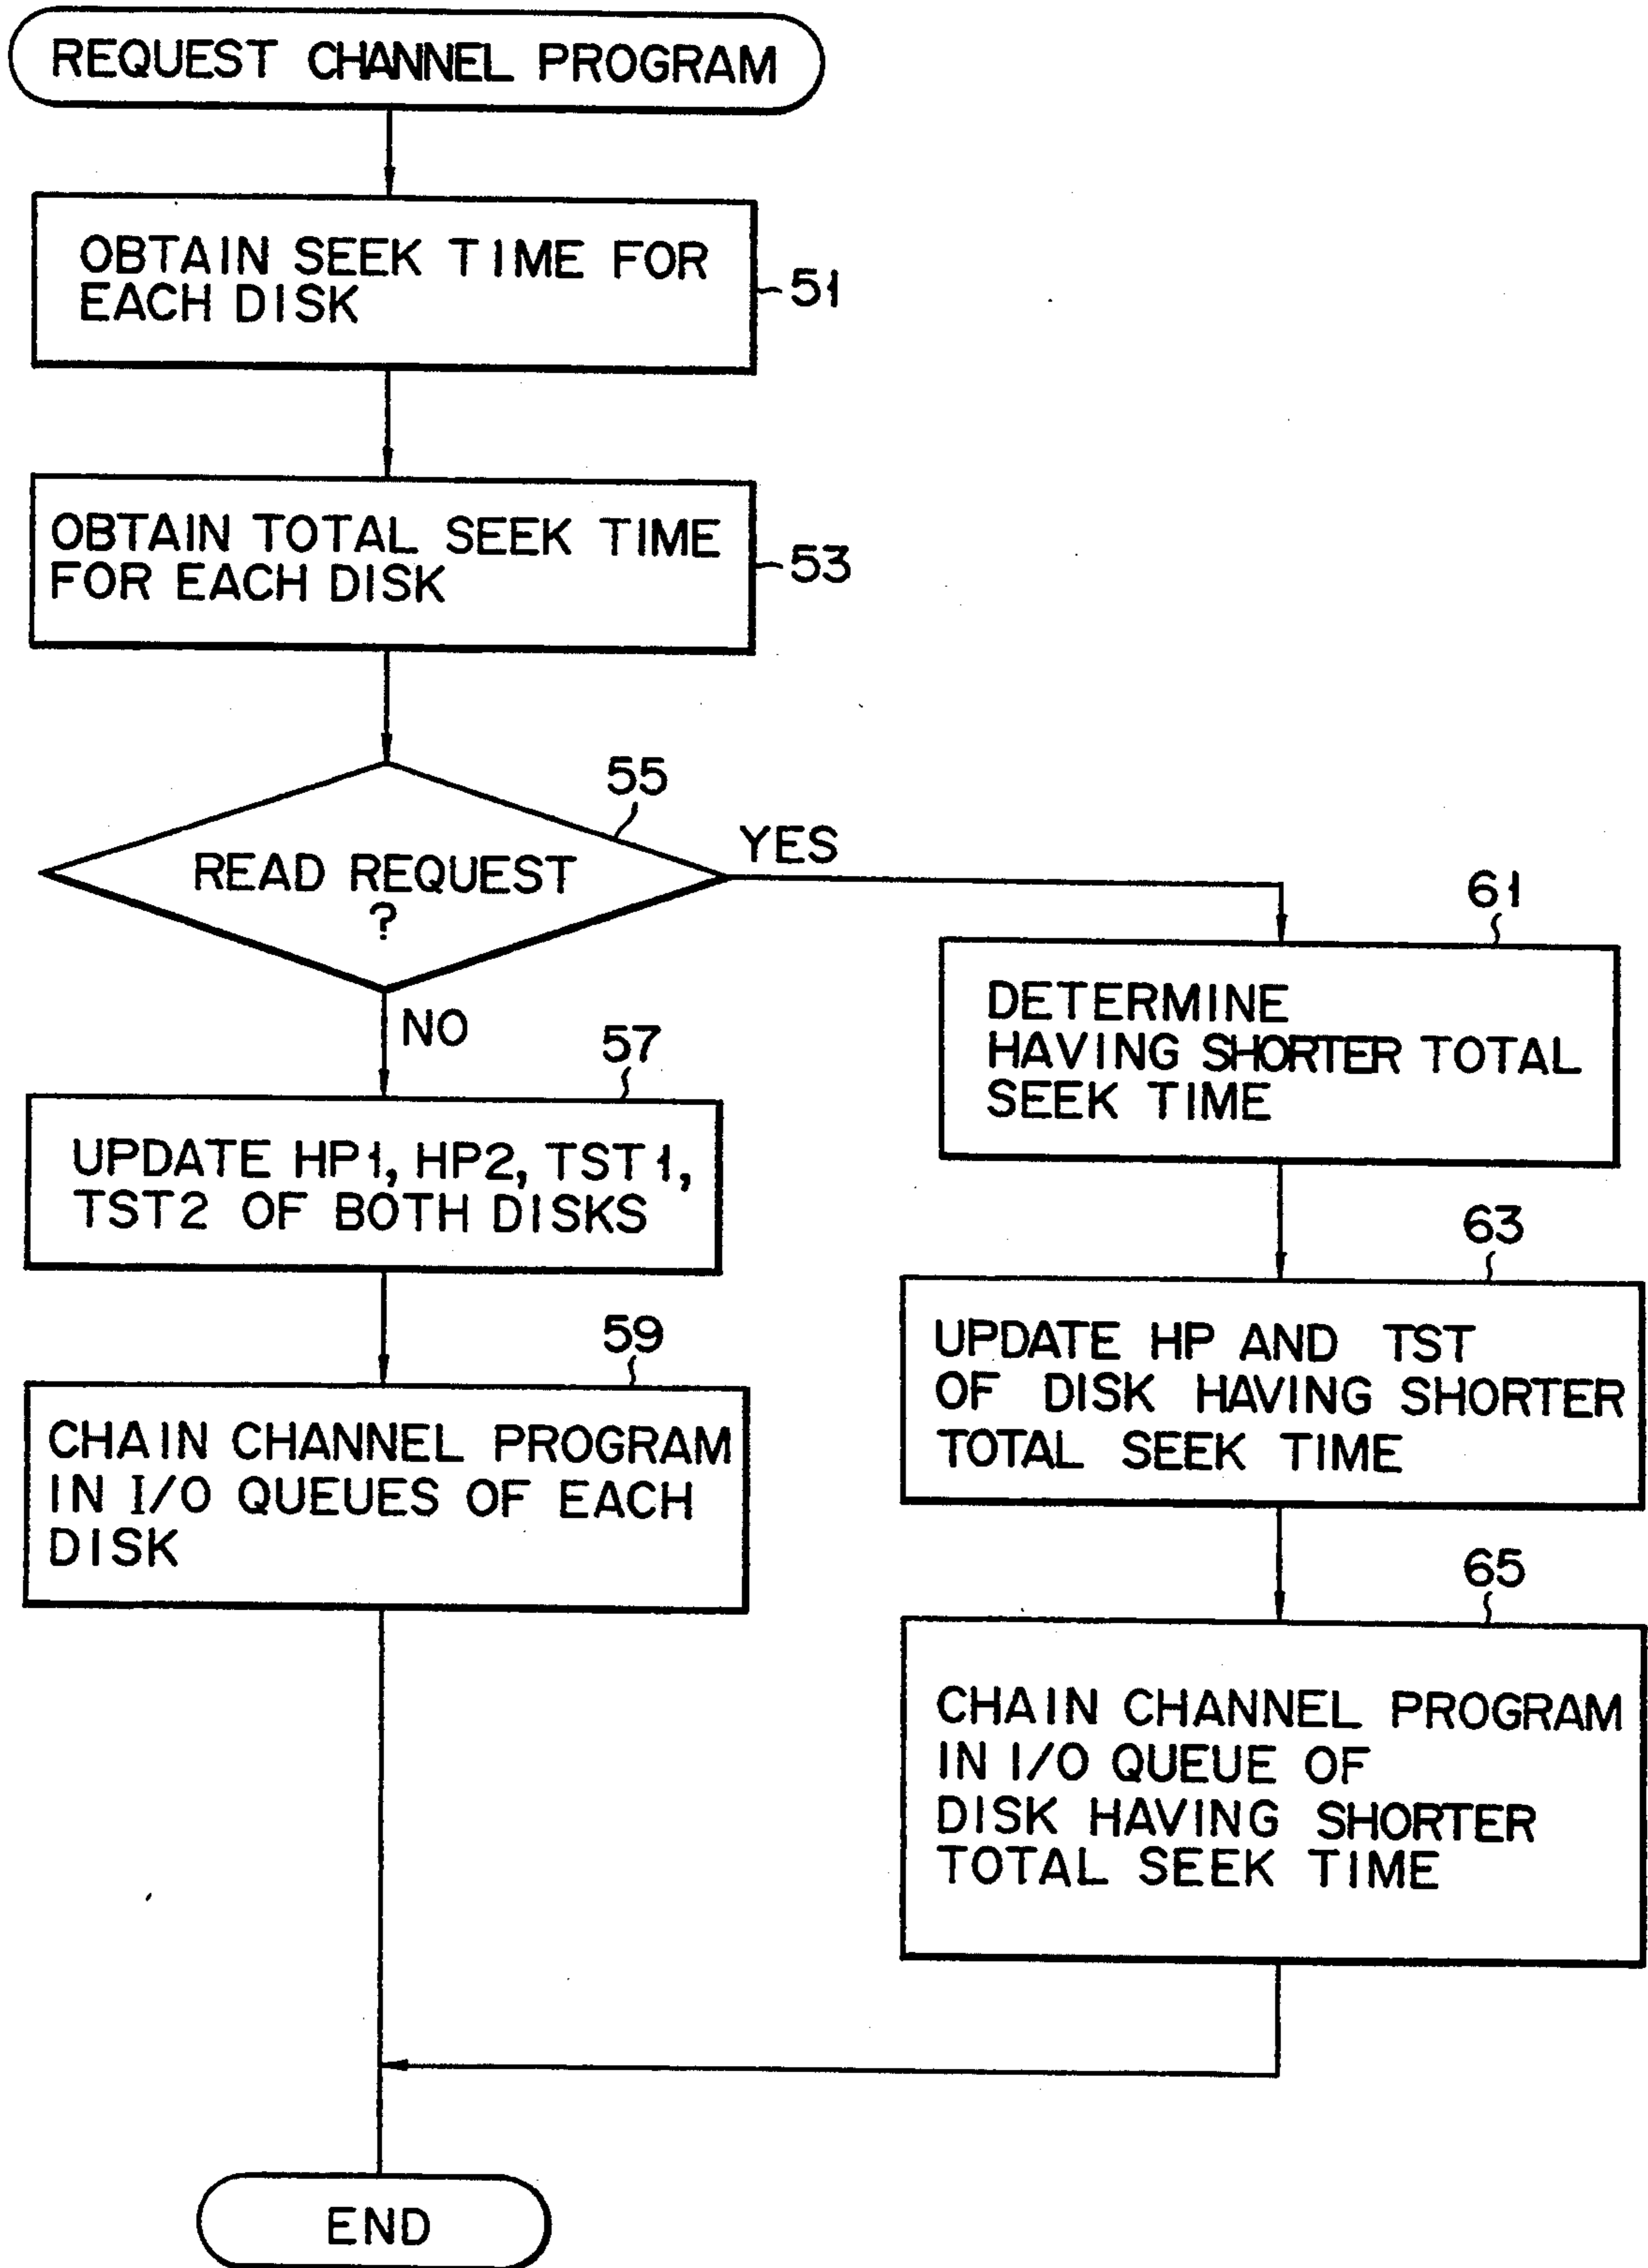 REQUEST CHANNEL PROGRAM
OBTAIN SEEK TIME FOR
EACH DISK
51
OBTAIN TOTAL SEEK TIME
FOR EACH DISK
53
55
READ REQUEST
?
YES
NO
57
UPDATE HP1, HP2, TST1,
TST2 OF BOTH DISKS
59
CHAIN CHANNEL PROGRAM
IN I/O QUEUES OF EACH
DISK
61
DETERMINE
HAVING SHORTER TOTAL
SEEK TIME
63
UPDATE HP AND TST
OF DISK HAVING SHORTER
TOTAL SEEK TIME
65
CHAIN CHANNEL PROGRAM
IN I/O QUEUE OF
DISK HAVING SHORTER
TOTAL SEEK TIME
END